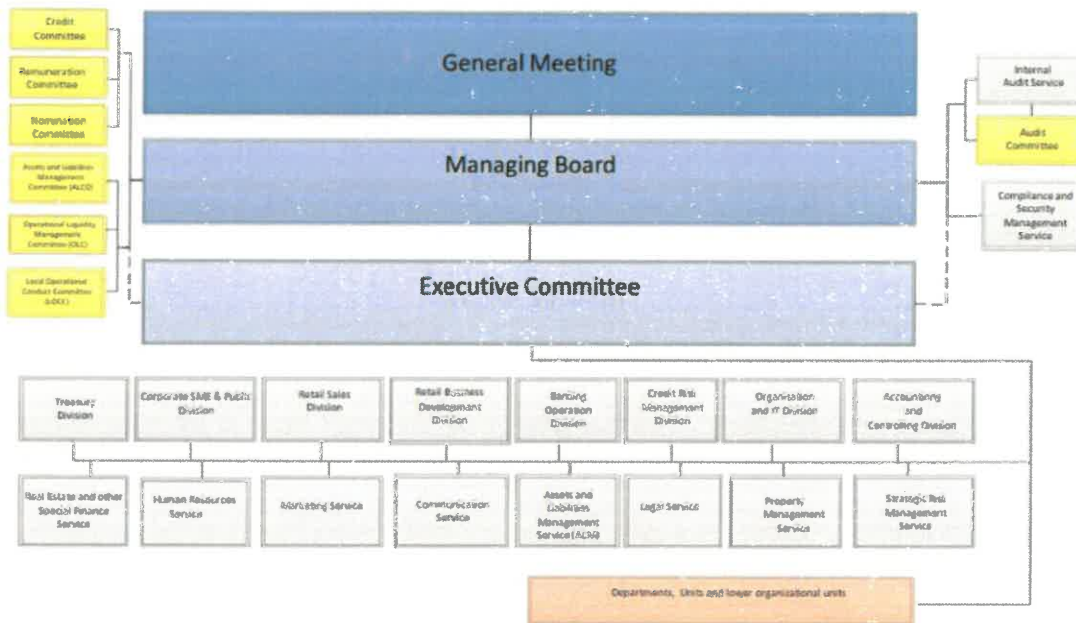 Credit
Committee
Remuneration
Committee
Nomination
Committee
Assets and Liabilities
Management
Committee (ALCO)
Operational Liquidity
Management
Committee (OLC)
Local Operational
Conduct Committee
(LOCC)
General Meeting
Managing Board
Executive Committee
Internal
Audit Service
Audit
Committee
Compliance and
Security
Management
Service
Treasury
Division
Corporate SME & Public
Division
Retail Sales
Division
Retail Business
Development
Division
Banking
Operation
Division
Credit Risk
Management
Division
Organisation
and IT Division
Accounting
and
Controlling Division
Real Estate and other
Special Finance
Service
Human Resources
Service
Marketing Service
Communication
Service
Assets and
Liabilities
Management
Service (ALM)
Legal Service
Property
Management
Service
Strategic Risk
Management
Service
Departments, Units and lower organizational units